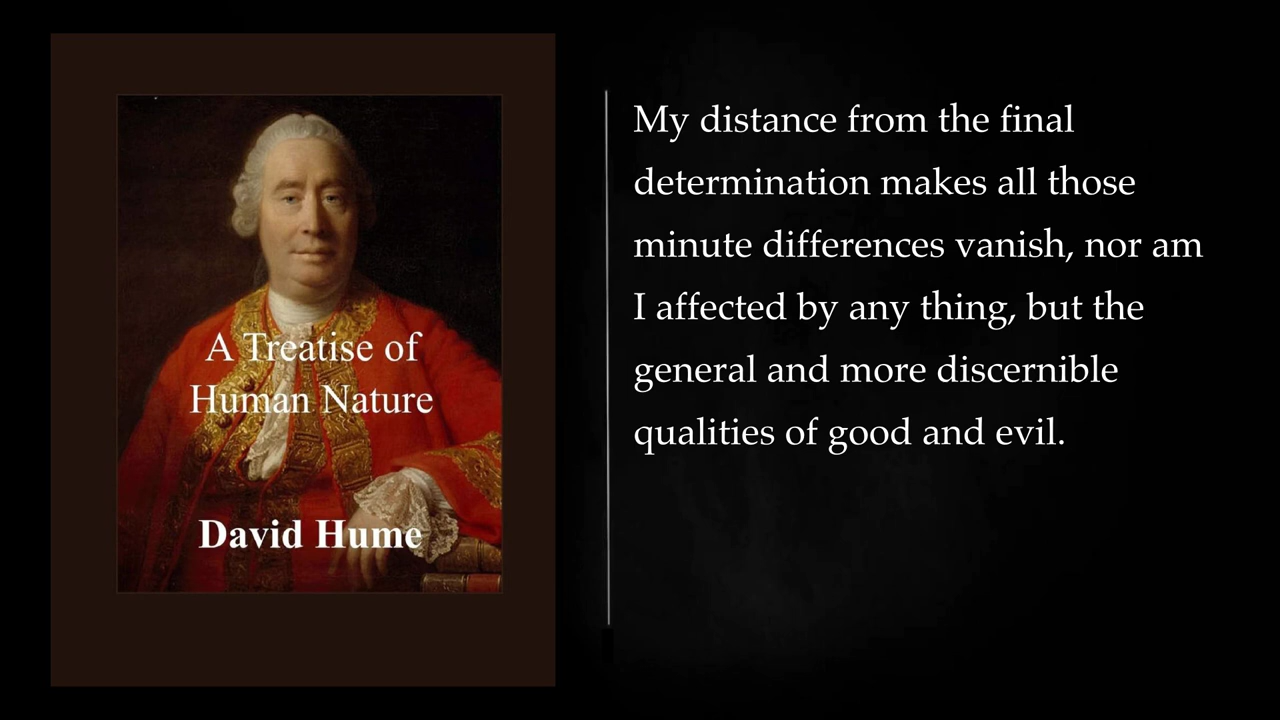 A Treatise of
Human Nature
David Hume
My distance from the final
determination makes all those
minute differences vanish, nor am
I affected by any thing, but the
general and more discernible
qualities of good and evil.